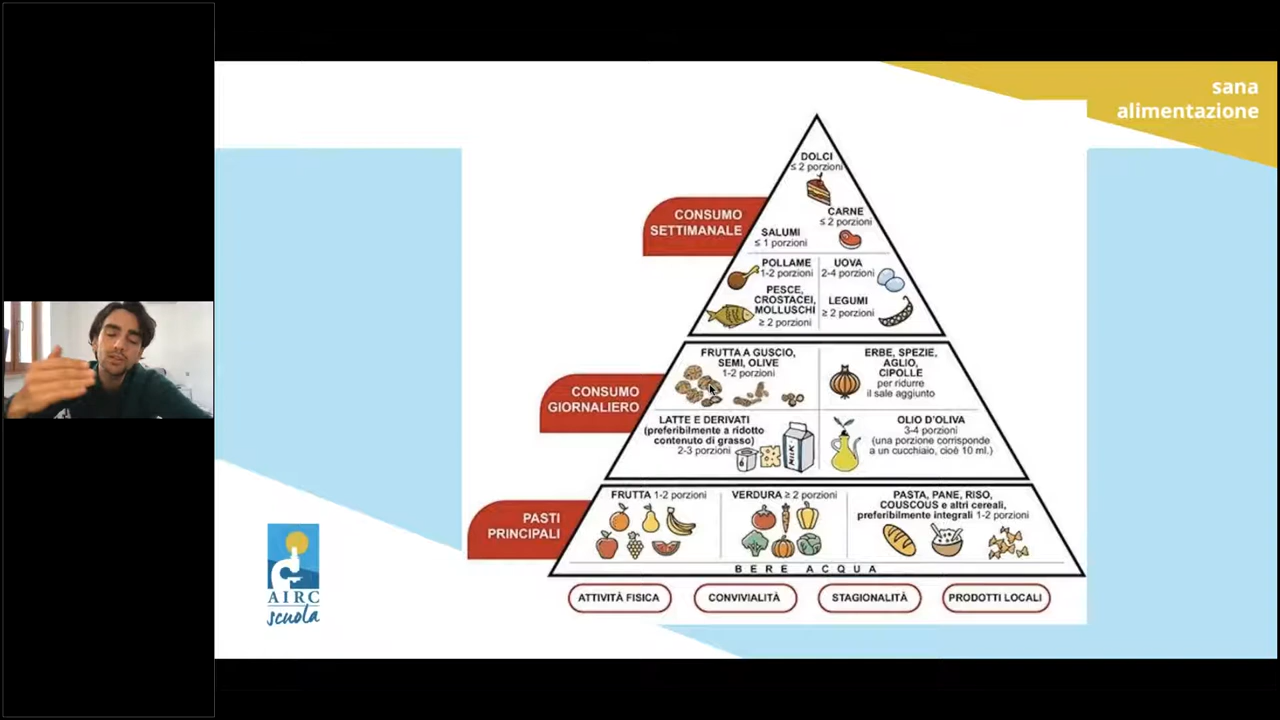 sana
alimentazione
DOLCI
≤ 2 porzioni
CONSUMO
SETTIMANALE
CARNE
≤ 2 porzioni
SALUMI
≤ 1 porzioni
POLLAME
1-2 porzioni
UOVA
2-4 porzioni
PESCE,
CROSTACEI,
MOLLUSCHI
≥ 2 porzioni
LEGUMI
≥ 2 porzioni
CONSUMO
GIORNALIERO
FRUTTA A GUSCIO,
SEMI, OLIVE
1-2 porzioni
ERBE, SPEZIE,
AGLIO,
CIPOLLE
per ridurre
il sale aggiunto
LATTE E DERIVATI
(preferibilmente a ridotto
contenuto di grasso)
2-3 porzioni
MILK
OLIO D'OLIVA
3-4 porzioni
(una porzione corrisponde
a un cucchiaio, cioè 10 ml.)
PASTI
PRINCIPALI
FRUTTA 1-2 porzioni
VERDURA ≥ 2 porzioni
PASTA, PANE, RISO,
COUSCOUS e altri cereali,
preferibilmente integrali 1-2 porzioni
BERE ACQUA
ATTIVITÀ FISICA
CONVIVIALITÀ
STAGIONALITÀ
PRODOTTI LOCALI
AIRC
scuola